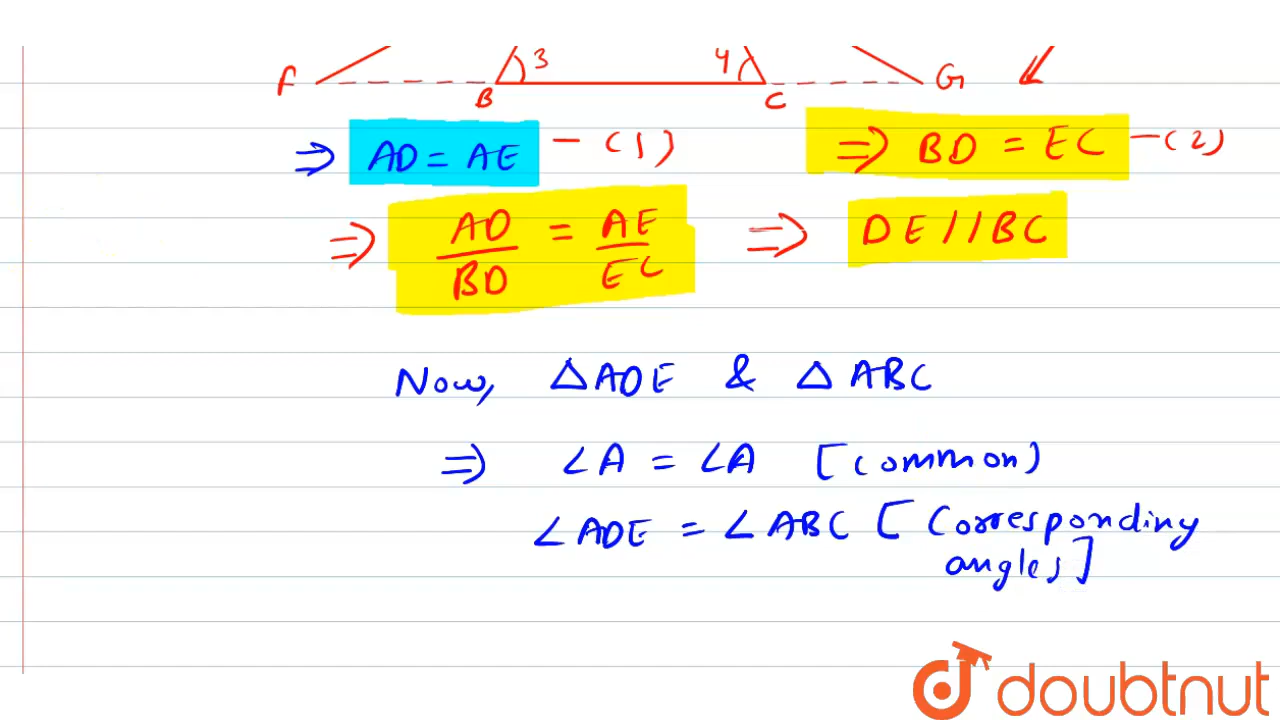 F B 3 4 C G
⇒ AD = AE - (1) ⇒ BD = EC - (2)
⇒ AD/BD = AE/EC ⇒ DE//BC
Now, △ADE & △ABC
⇒ ∠A = ∠A [common)
∠ADE = ∠ABC [Corresponding
angles]
doubtnut